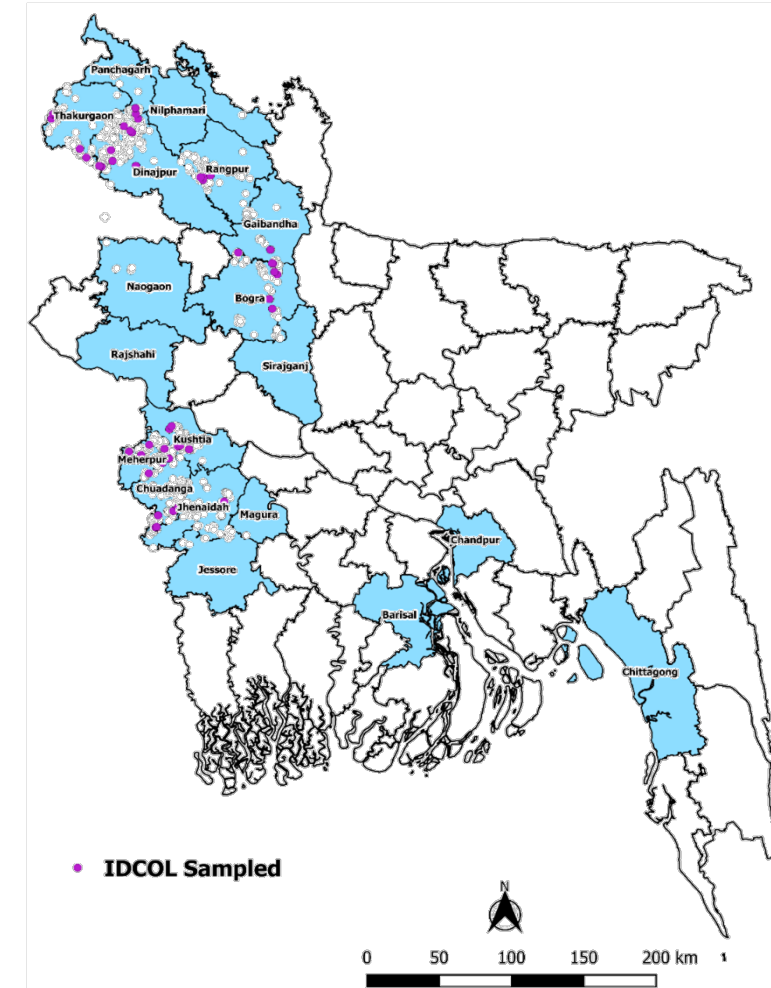 Panchagarh
Thakurgaon
Nilphamari
Dinajpur
Rangpur
Gaibandha
Naogaon
Bogra
Rajshahi
Sirajganj
Kushtia
Meherpur
Chuadanga
Jhenaidah
Magura
Chandpur
Jessore
Barisal
Chittagong
IDCOL Sampled
N
0 50 100 150 200 km
1